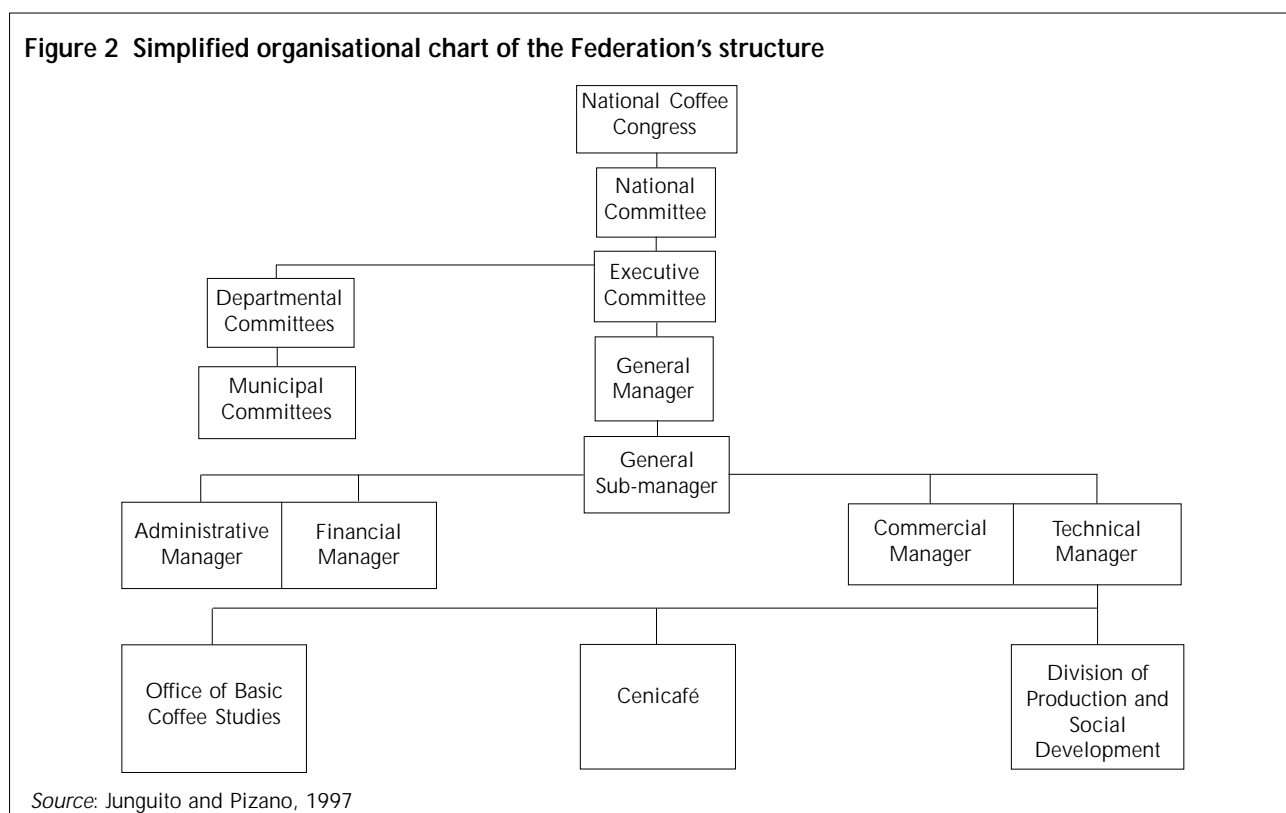 Figure 2 Simplified organisational chart of the Federation's structure
National Coffee
Congress
National
Committee
Executive
Committee
Departmental
Committees
General
Manager
Municipal
Committees
General
Sub-manager
Administrative
Manager
Financial
Manager
Commercial
Manager
Technical
Manager
Office of Basic
Coffee Studies
Cenicafé
Division of
Production and
Social
Development
Source: Junguito and Pizano, 1997